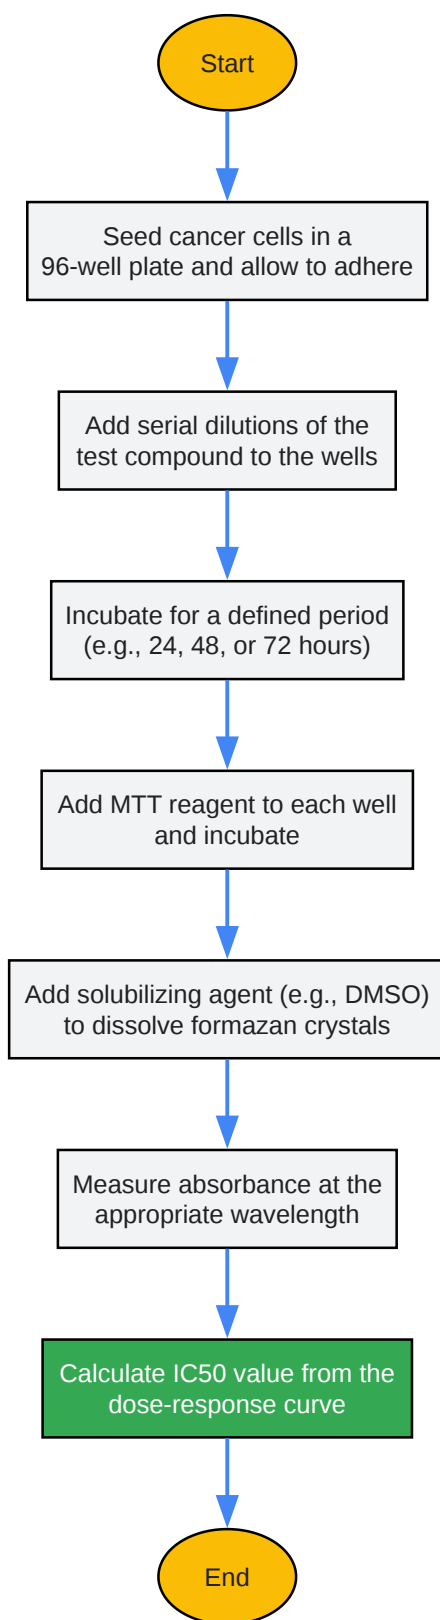 Start
Seed cancer cells in a
96-well plate and allow to adhere
Add serial dilutions of the
test compound to the wells
Incubate for a defined period
(e.g., 24, 48, or 72 hours)
Add MTT reagent to each well
and incubate
Add solubilizing agent (e.g., DMSO)
to dissolve formazan crystals
Measure absorbance at the
appropriate wavelength
Calculate IC50 value from the
dose-response curve
End